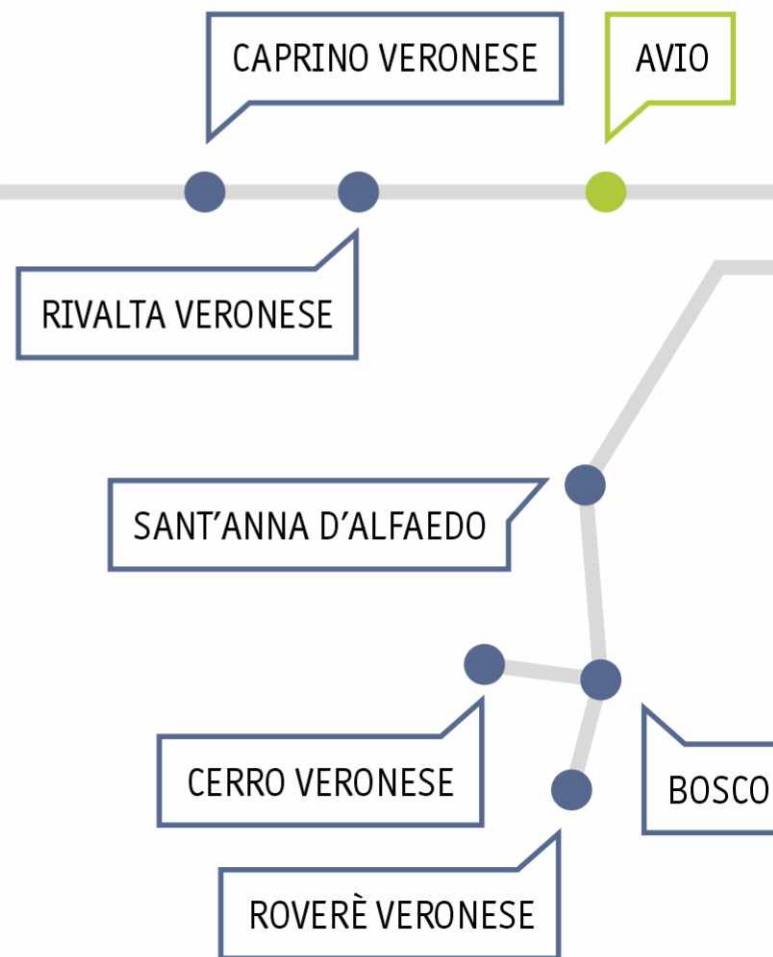 CAPRINO VERONESE
AVIO
RIVALTA VERONESE
SANT'ANNA D'ALFAEDO
CERRO VERONESE
BOSCO
ROVERÈ VERONESE